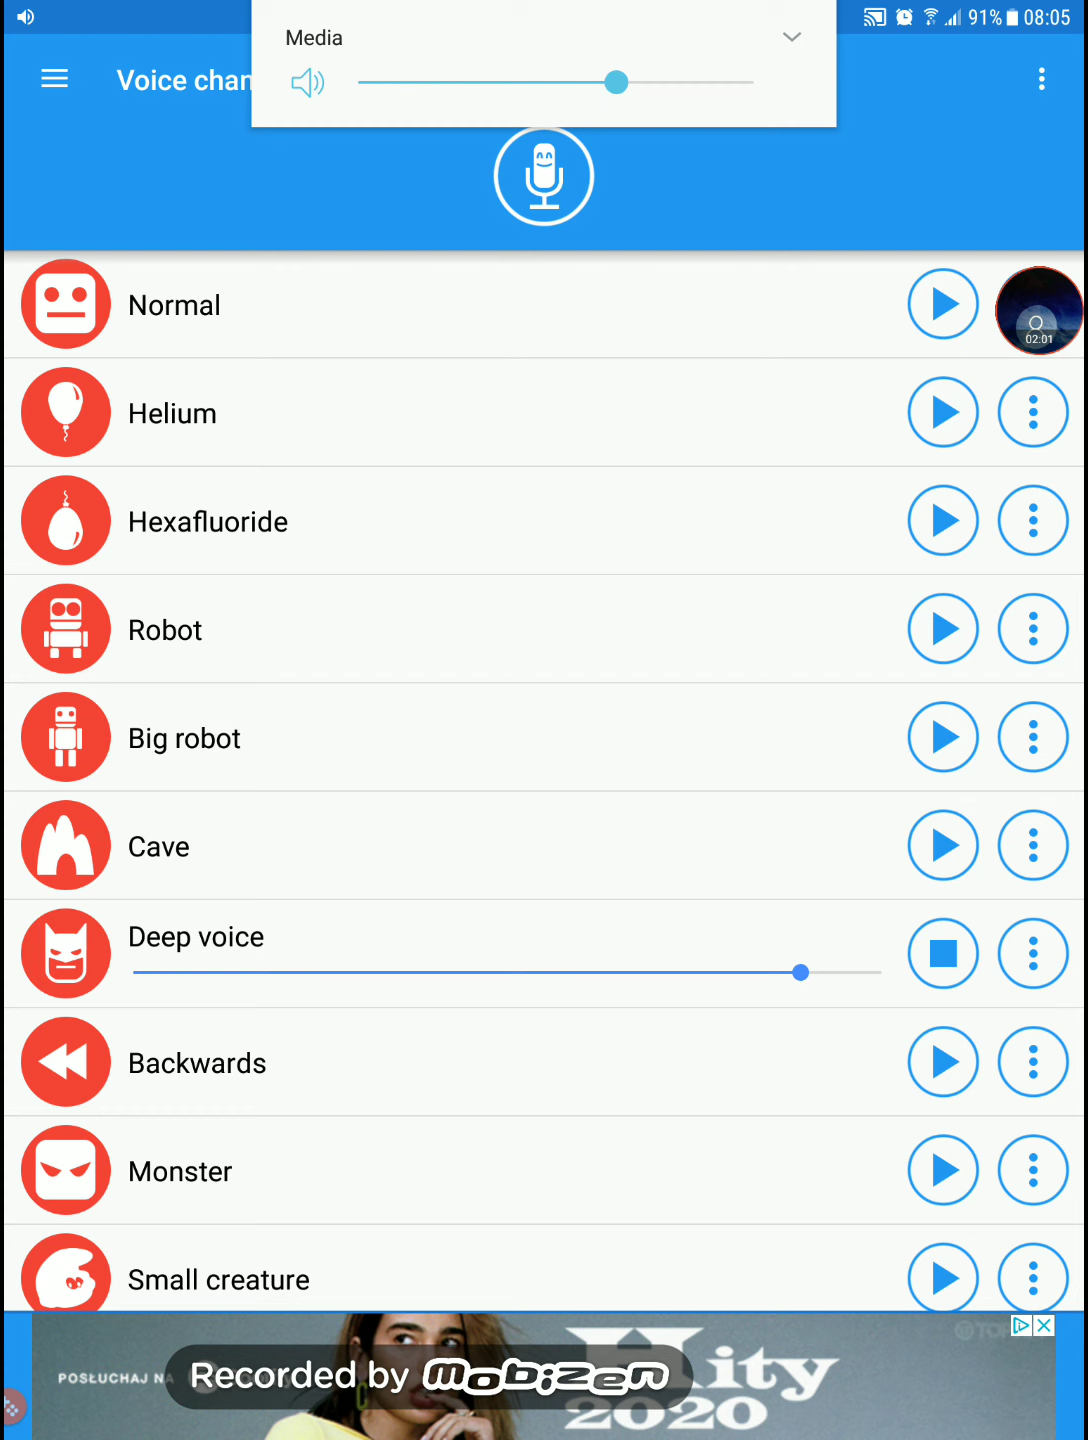 91% 08:05
Media
Voice chan
Normal
02:01
Helium
Hexafluoride
Robot
Big robot
Cave
Deep voice
Backwards
Monster
Small creature
POSŁUCHAJ NA
Recorded by mobizen
Hity
2020